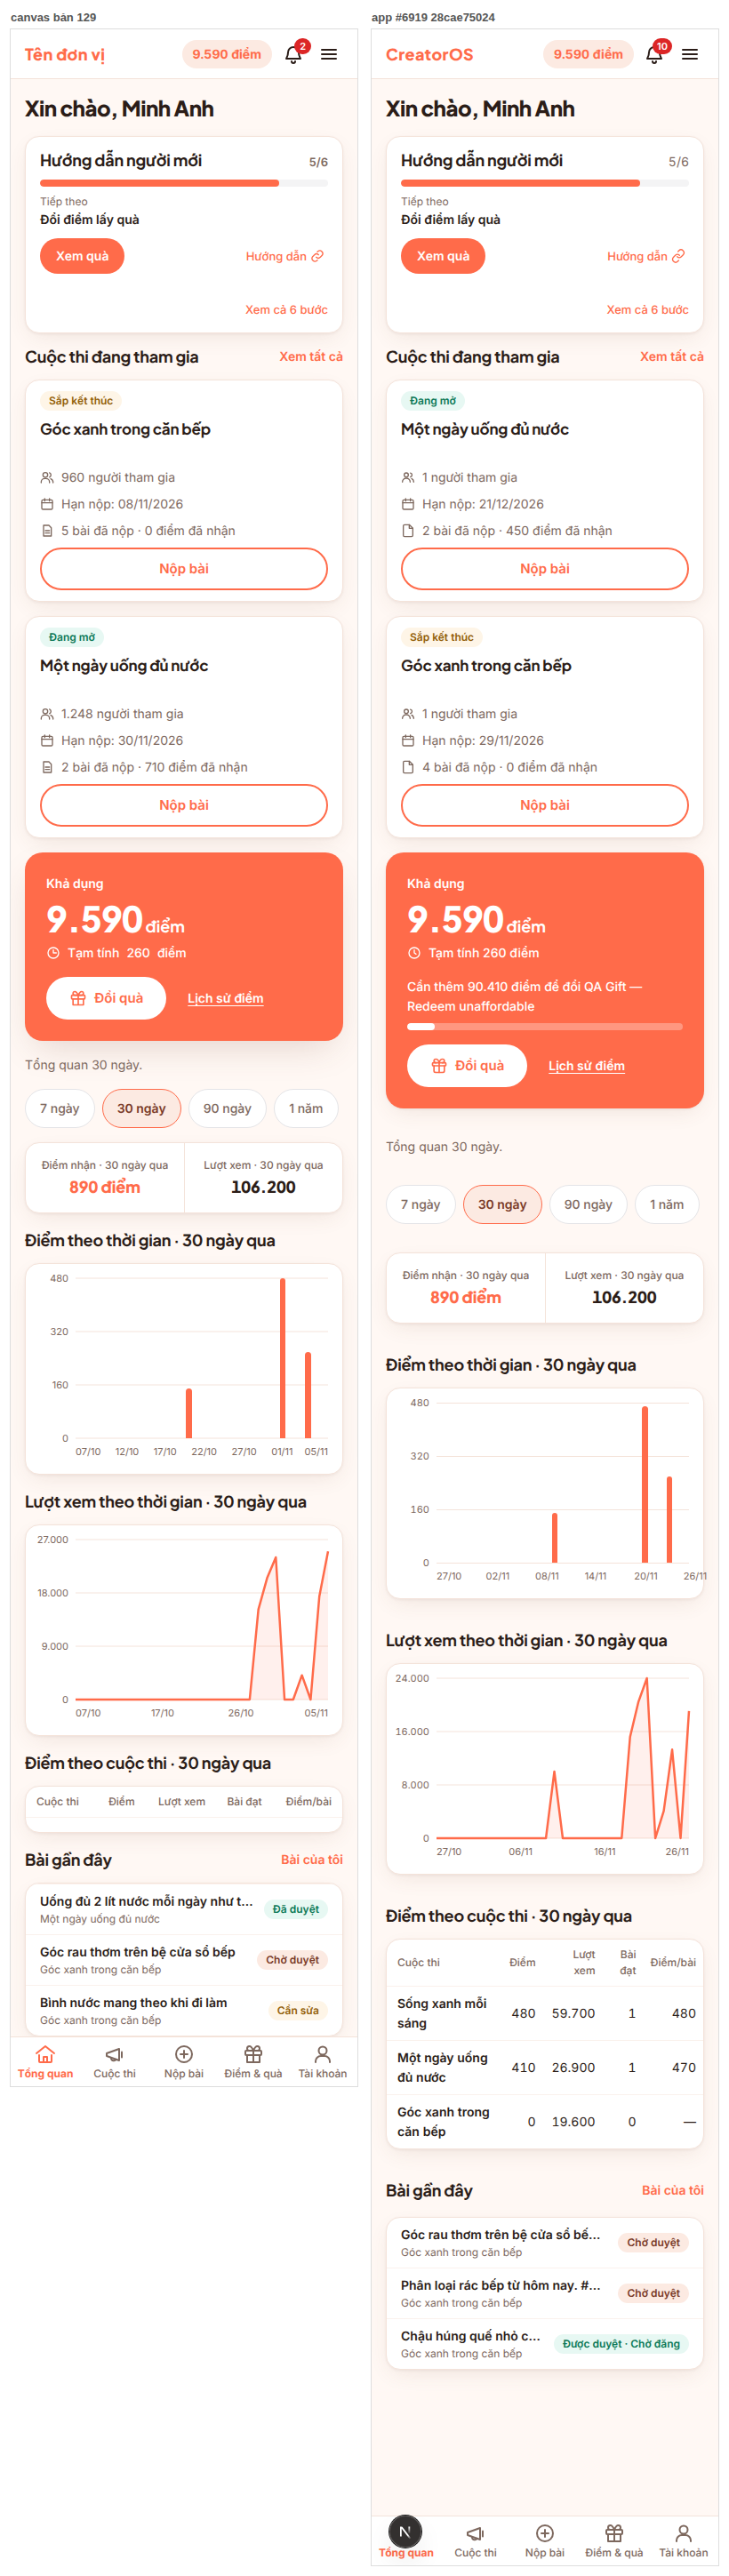 canvas bản 129
Tên đơn vị
9.590 điểm
2
Xin chào, Minh Anh
Hướng dẫn người mới
5/6
Tiếp theo
Đổi điểm lấy quà
Xem quà
Hướng dẫn
Xem cả 6 bước
Cuộc thi đang tham gia
Xem tất cả
Sắp kết thúc
Góc xanh trong căn bếp
960 người tham gia
Hạn nộp: 08/11/2026
5 bài đã nộp · 0 điểm đã nhận
Nộp bài
Đang mở
Một ngày uống đủ nước
1.248 người tham gia
Hạn nộp: 30/11/2026
2 bài đã nộp · 710 điểm đã nhận
Nộp bài
Khả dụng
9.590 điểm
Tạm tính 260 điểm
Đổi quà
Lịch sử điểm
Tổng quan 30 ngày.
7 ngày
30 ngày
90 ngày
1 năm
Điểm nhận · 30 ngày qua
890 điểm
Lượt xem · 30 ngày qua
106.200
Điểm theo thời gian · 30 ngày qua
480
320
160
0
07/10 12/10 17/10 22/10 27/10 01/11 05/11
Lượt xem theo thời gian · 30 ngày qua
27.000
18.000
9.000
0
07/10 17/10 26/10 05/11
Điểm theo cuộc thi · 30 ngày qua
Cuộc thi Điểm Lượt xem Bài đạt Điểm/bài
Bài gần đây
Bài của tôi
Uống đủ 2 lít nước mỗi ngày như t...
Một ngày uống đủ nước
Đã duyệt
Góc rau thơm trên bệ cửa sổ bếp
Góc xanh trong căn bếp
Chờ duyệt
Bình nước mang theo khi đi làm
Góc xanh trong căn bếp
Cần sửa
Tổng quan
Cuộc thi
Nộp bài
Điểm & quà
Tài khoản
app #6919 28cae75024
CreatorOS
9.590 điểm
10
Xin chào, Minh Anh
Hướng dẫn người mới
5/6
Tiếp theo
Đổi điểm lấy quà
Xem quà
Hướng dẫn
Xem cả 6 bước
Cuộc thi đang tham gia
Xem tất cả
Đang mở
Một ngày uống đủ nước
1 người tham gia
Hạn nộp: 21/12/2026
2 bài đã nộp · 450 điểm đã nhận
Nộp bài
Sắp kết thúc
Góc xanh trong căn bếp
1 người tham gia
Hạn nộp: 29/11/2026
4 bài đã nộp · 0 điểm đã nhận
Nộp bài
Khả dụng
9.590 điểm
Tạm tính 260 điểm
Cần thêm 90.410 điểm để đổi QA Gift —
Redeem unaffordable
Đổi quà
Lịch sử điểm
Tổng quan 30 ngày.
7 ngày
30 ngày
90 ngày
1 năm
Điểm nhận · 30 ngày qua
890 điểm
Lượt xem · 30 ngày qua
106.200
Điểm theo thời gian · 30 ngày qua
480
320
160
0
27/10 02/11 08/11 14/11 20/11 26/11
Lượt xem theo thời gian · 30 ngày qua
24.000
16.000
8.000
0
27/10 06/11 16/11 26/11
Điểm theo cuộc thi · 30 ngày qua
Cuộc thi Điểm Lượt xem Bài đạt Điểm/bài
Sống xanh mỗi sáng 480 59.700 1 480
Một ngày uống đủ nước 410 26.900 1 470
Góc xanh trong căn bếp 0 19.600 0 —
Bài gần đây
Bài của tôi
Góc rau thơm trên bệ cửa sổ bế...
Góc xanh trong căn bếp
Chờ duyệt
Phân loại rác bếp từ hôm nay. #...
Góc xanh trong căn bếp
Chờ duyệt
Chậu húng quế nhỏ c...
Góc xanh trong căn bếp
Được duyệt · Chờ đăng
N
Tổng quan
Cuộc thi
Nộp bài
Điểm & quà
Tài khoản